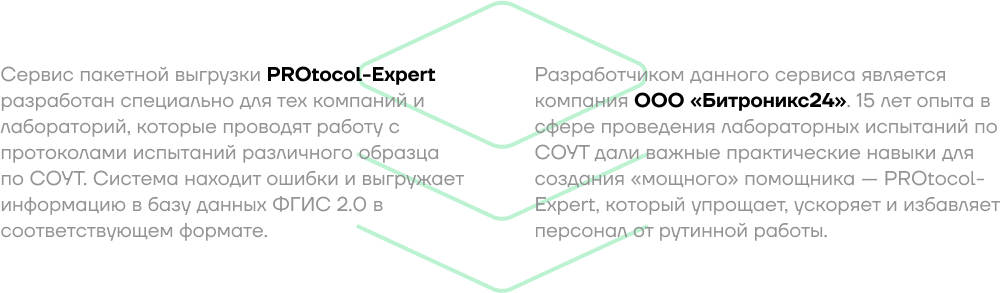 Сервис пакетной выгрузки PROtocol-Expert
разработан специально для тех компаний и
лабораторий, которые проводят работу с
протоколами испытаний различного образца
по СОУТ. Система находит ошибки и выгружает
информацию в базу данных ФГИС 2.0 в
соответствующем формате.
Разработчиком данного сервиса является
компания ООО «Битроникс24». 15 лет опыта в
сфере проведения лабораторных испытаний по
СОУТ дали важные практические навыки для
создания «мощного» помощника — PROtocol-
Expert, который упрощает, ускоряет и избавляет
персонал от рутинной работы.